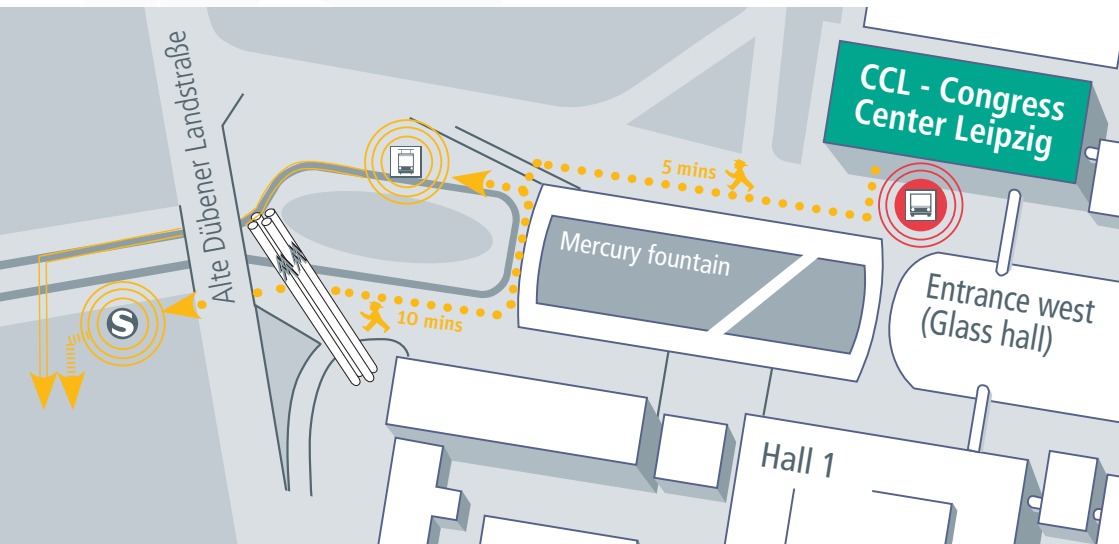 Alte Dübener Landstraße
CCL - Congress
Center Leipzig
5 mins
Mercury fountain
Entrance west
(Glass hall)
S
10 mins
Hall 1